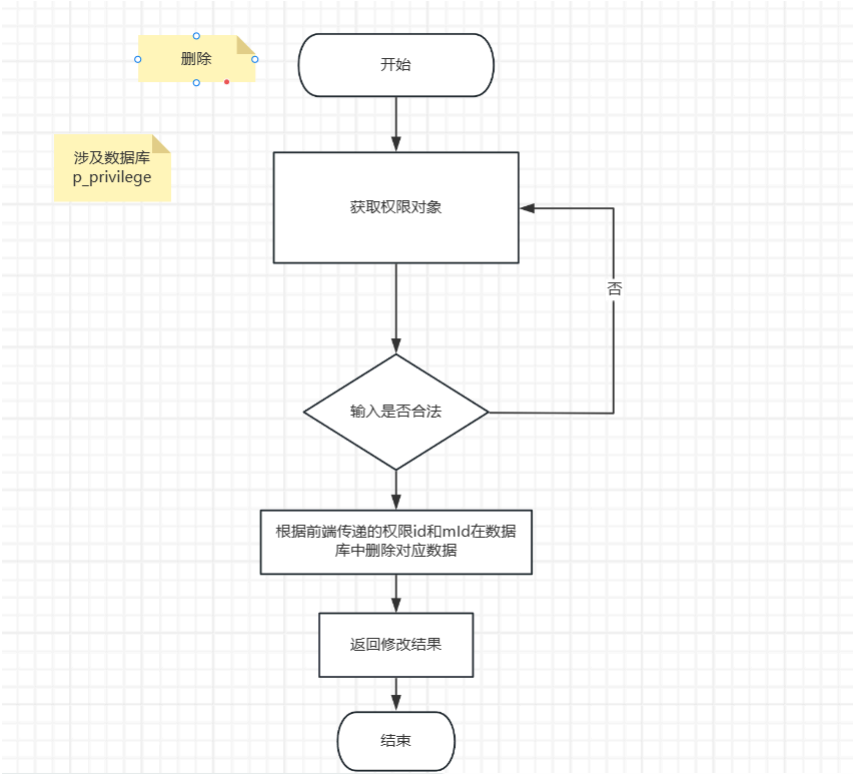 删除
开始
涉及数据库
p_privilege
获取权限对象
否
输入是否合法
根据前端传递的权限id和mId在数据
库中删除对应数据
返回修改结果
结束